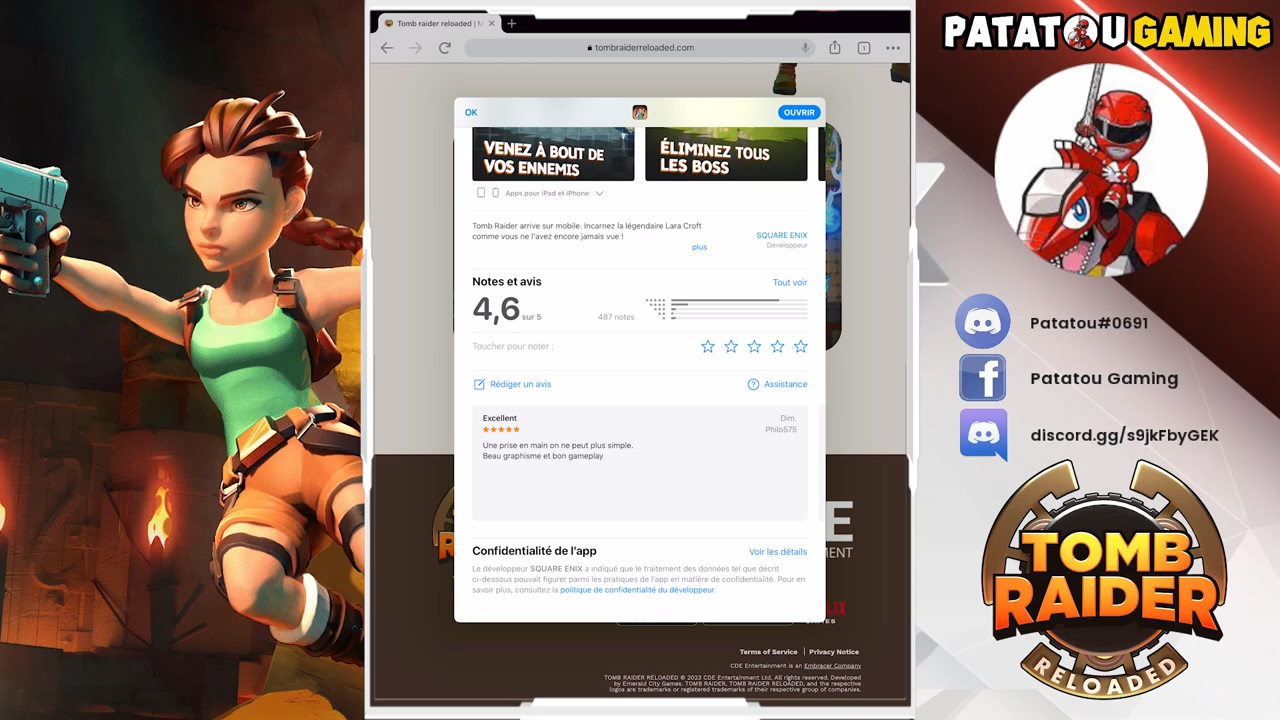 Tomb raider reloaded | M
tombraiderreloaded.com
1
OK
OUVRIR
VENEZ À BOUT DE
VOS ENNEMIS
ÉLIMINEZ TOUS
LES BOSS
Apps pour iPad et iPhone
Tomb Raider arrive sur mobile. Incarnez la légendaire Lara Croft
comme vous ne l'avez encore jamais vue !
plus
SQUARE ENIX
Développeur
Notes et avis
Tout voir
4,6 sur 5
487 notes
Toucher pour noter :
Rédiger un avis
Assistance
Excellent
Dim.
Philo575
Une prise en main on ne peut plus simple.
Beau graphisme et bon gameplay
Confidentialité de l'app
Voir les détails
Le développeur SQUARE ENIX a indiqué que le traitement des données tel que décrit
ci-dessous pouvait figurer parmi les pratiques de l'app en matière de confidentialité. Pour en
savoir plus, consultez la politique de confidentialité du développeur.
Terms of Service | Privacy Notice
CDE Entertainment is an Embracer Company
TOMB RAIDER RELOADED © 2023 CDE Entertainment Ltd. All rights reserved. Developed
by Emerald City Games. TOMB RAIDER, TOMB RAIDER RELOADED, and the respective
logos are trademarks or registered trademarks of their respective group of companies.
PATATOU GAMING
Patatou#0691
Patatou Gaming
discord.gg/s9jkFbyGEK
TOMB
RAIDER
RELOADED